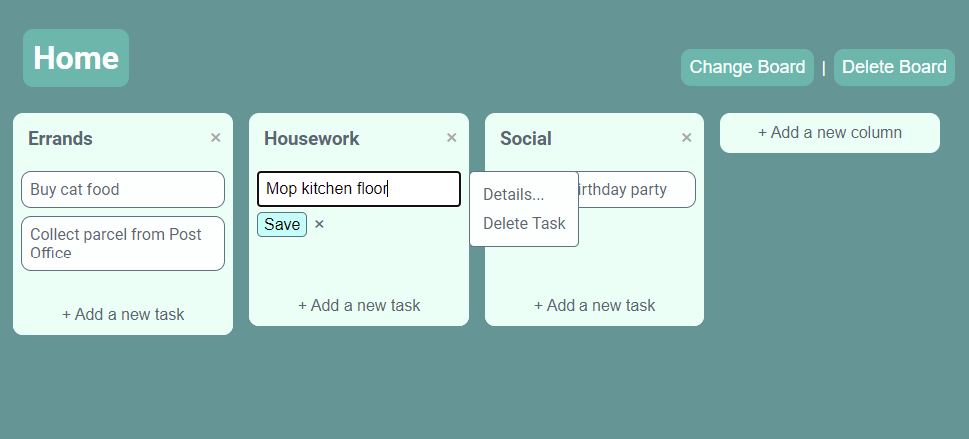 Home
Change Board | Delete Board
Errands ×
Buy cat food
Collect parcel from Post
Office
+ Add a new task
Housework ×
Mop kitchen floor
Save ×
+ Add a new task
Details...
Delete Task
Social ×
irthday party
+ Add a new task
+ Add a new column